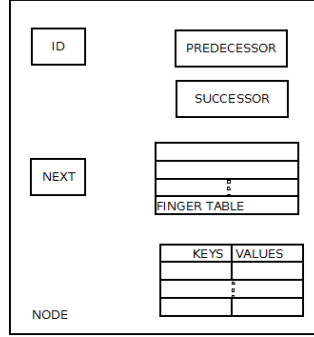 ID
PREDECESSOR
SUCCESSOR
NEXT
FINGER TABLE
KEYS VALUES
NODE